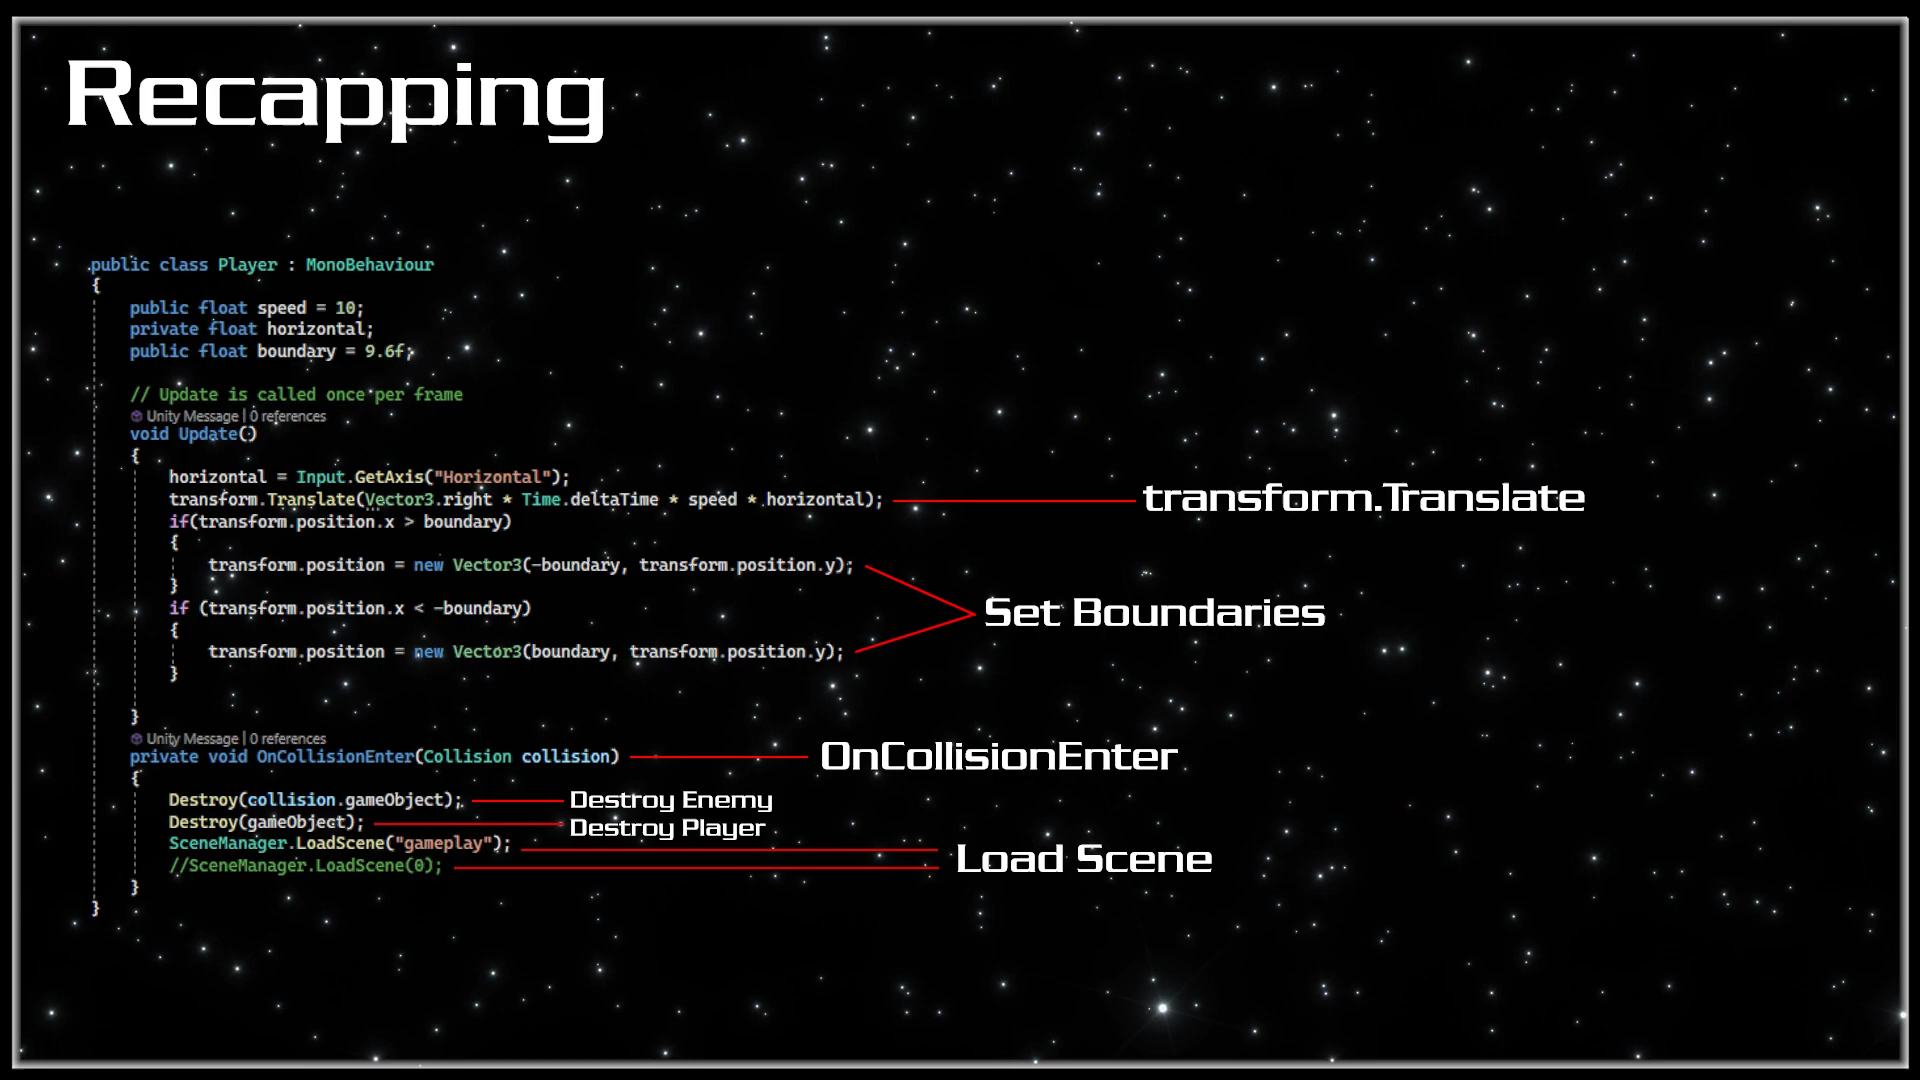 Recapping
public class Player : MonoBehaviour
{
public float speed = 10;
private float horizontal;
public float boundary = 9.6f;
// Update is called once per frame
Unity Message | 0 references
void Update()
{
horizontal = Input.GetAxis("Horizontal");
transform.Translate(Vector3.right * Time.deltaTime * speed * horizontal);
transform.Translate
if(transform.position.x > boundary)
{
transform.position = new Vector3(-boundary, transform.position.y);
}
if (transform.position.x < -boundary)
Set Boundaries
{
transform.position = new Vector3(boundary, transform.position.y);
}
}
Unity Message | 0 references
private void OnCollisionEnter(Collision collision)
OnCollisionEnter
{
Destroy(collision.gameObject);
Destroy Enemy
Destroy(gameObject);
Destroy Player
SceneManager.LoadScene("gameplay");
//SceneManager.LoadScene(0);
Load Scene
}
}